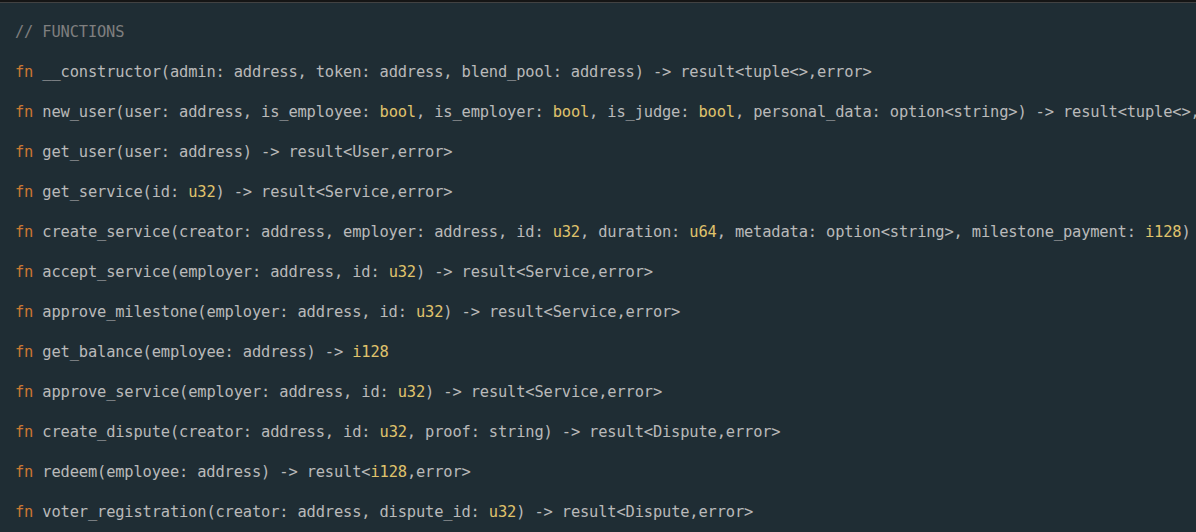 // FUNCTIONS
fn __constructor(admin: address, token: address, blend_pool: address) -> result<tuple<>,error>
fn new_user(user: address, is_employee: bool, is_employer: bool, is_judge: bool, personal_data: option<string>) -> result<tuple<>,
fn get_user(user: address) -> result<User,error>
fn get_service(id: u32) -> result<Service,error>
fn create_service(creator: address, employer: address, id: u32, duration: u64, metadata: option<string>, milestone_payment: i128)
fn accept_service(employer: address, id: u32) -> result<Service,error>
fn approve_milestone(employer: address, id: u32) -> result<Service,error>
fn get_balance(employee: address) -> i128
fn approve_service(employer: address, id: u32) -> result<Service,error>
fn create_dispute(creator: address, id: u32, proof: string) -> result<Dispute,error>
fn redeem(employee: address) -> result<i128,error>
fn voter_registration(creator: address, dispute_id: u32) -> result<Dispute,error>